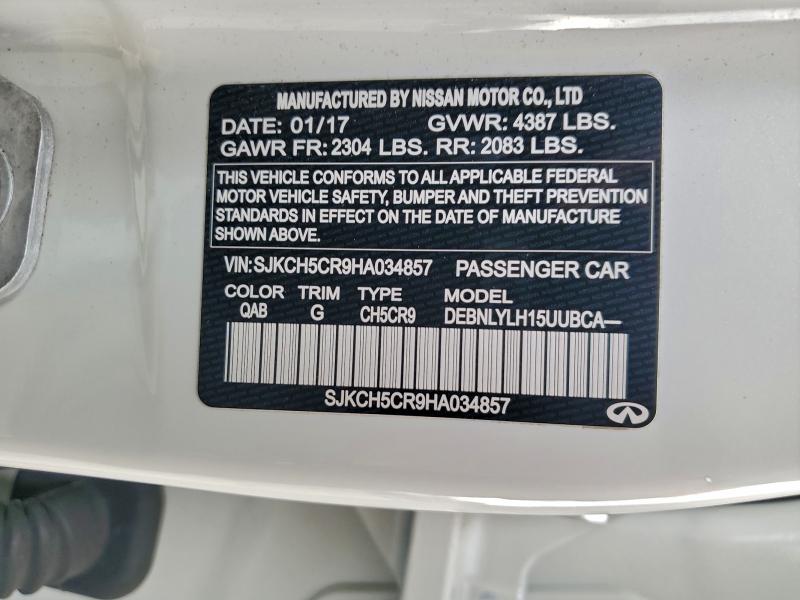 MANUFACTURED BY NISSAN MOTOR CO., LTD
DATE: 01/17 GVWR: 4387 LBS.
GAWR FR: 2304 LBS. RR: 2083 LBS.
THIS VEHICLE CONFORMS TO ALL APPLICABLE FEDERAL
MOTOR VEHICLE SAFETY, BUMPER AND THEFT PREVENTION
STANDARDS IN EFFECT ON THE DATE OF MANUFACTURE
SHOWN ABOVE.
VIN: SJKCH5CR9HA034857 PASSENGER CAR
COLOR TRIM TYPE MODEL
QAB G CH5CR9 DEBNLYLH15UUBCA—
SJKCH5CR9HA034857